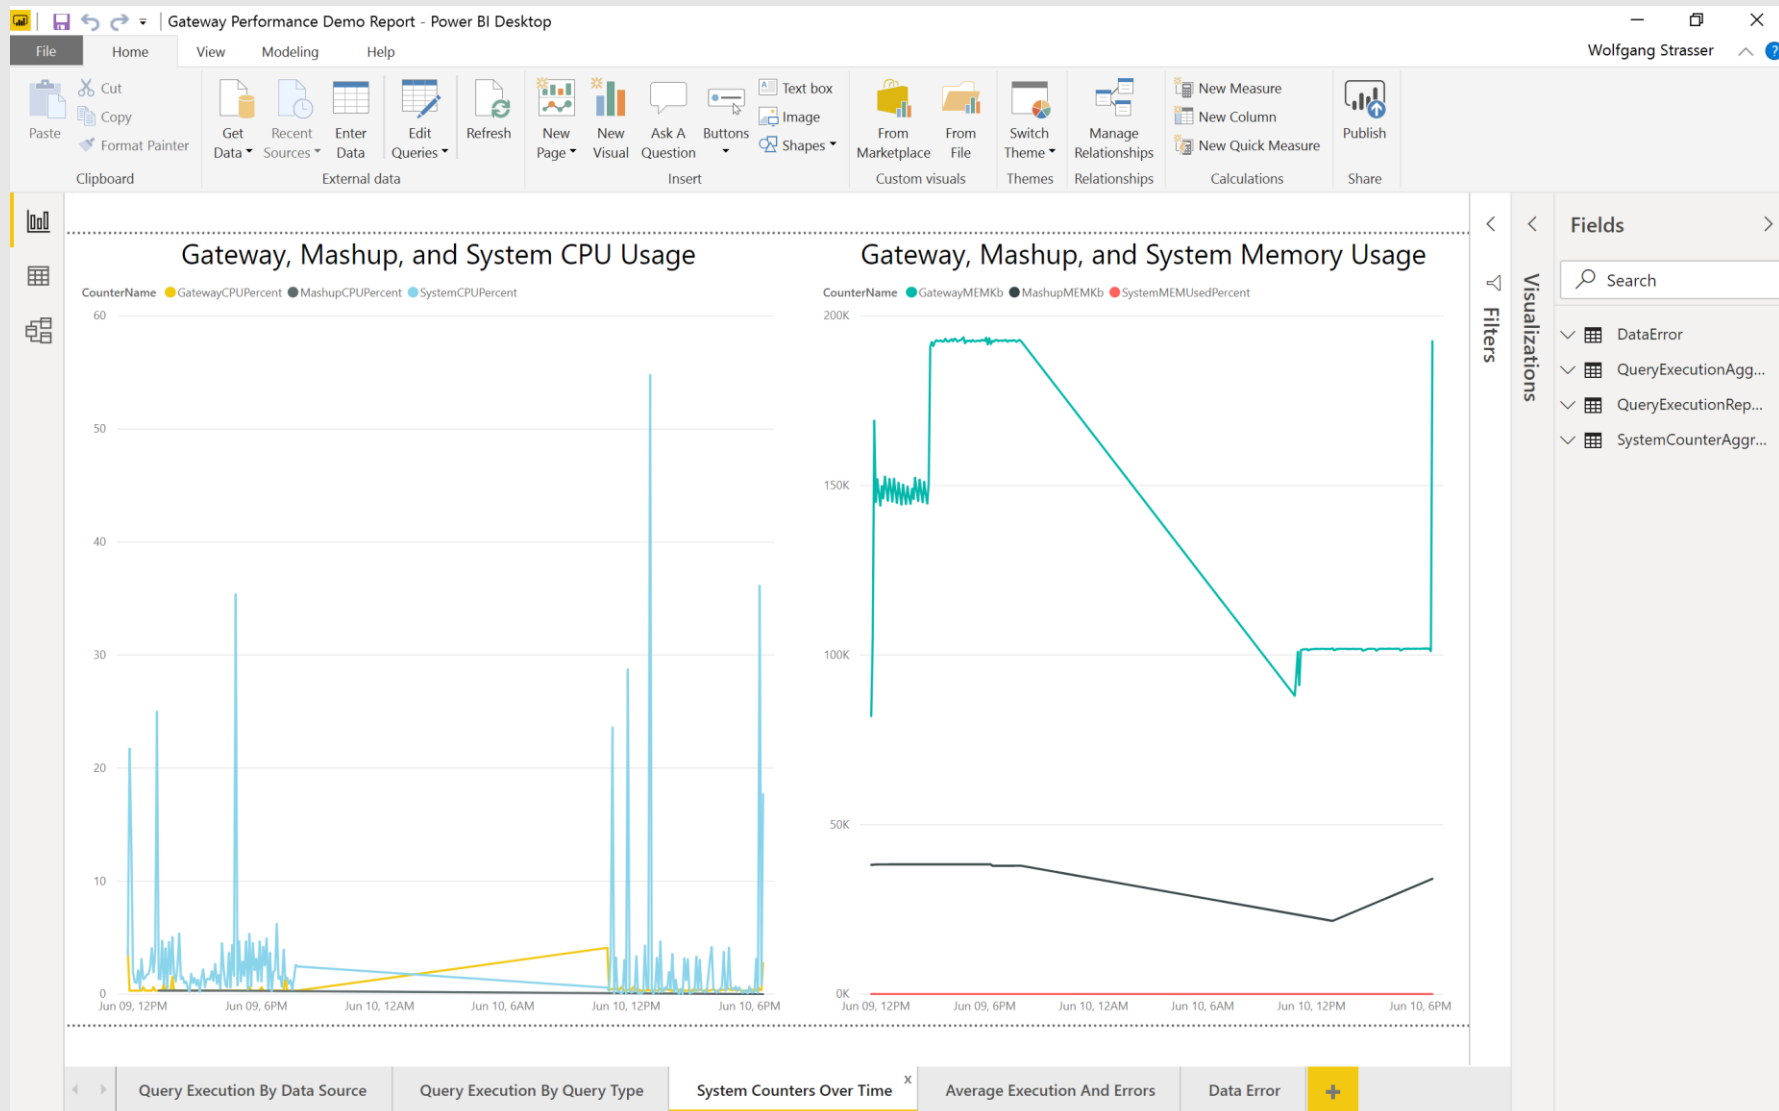 Gateway Performance Demo Report - Power BI Desktop
File Home View Modeling Help
Wolfgang Strasser
?
Paste
Cut
Copy
Format Painter
Clipboard
Get Data
Recent Sources
Enter Data
Edit Queries
Refresh
External data
New Page
New Visual
Ask A Question
Buttons
Text box
Image
Shapes
Insert
From Marketplace
From File
Custom visuals
Switch Theme
Themes
Manage Relationships
Relationships
New Measure
New Column
New Quick Measure
Calculations
Publish
Share
Gateway, Mashup, and System CPU Usage
CounterName GatewayCPUPercent MashupCPUPercent SystemCPUPercent
60
50
40
30
20
10
0
Jun 09, 12PM Jun 09, 6PM Jun 10, 12AM Jun 10, 6AM Jun 10, 12PM Jun 10, 6PM
Gateway, Mashup, and System Memory Usage
CounterName GatewayMEMKb MashupMEMKb SystemMEMUsedPercent
200K
150K
100K
50K
0K
Jun 09, 12PM Jun 09, 6PM Jun 10, 12AM Jun 10, 6AM Jun 10, 12PM Jun 10, 6PM
Filters
Visualizations
Fields
Search
DataError
QueryExecutionAgg...
QueryExecutionRep...
SystemCounterAggr...
Query Execution By Data Source
Query Execution By Query Type
System Counters Over Time x
Average Execution And Errors
Data Error
+